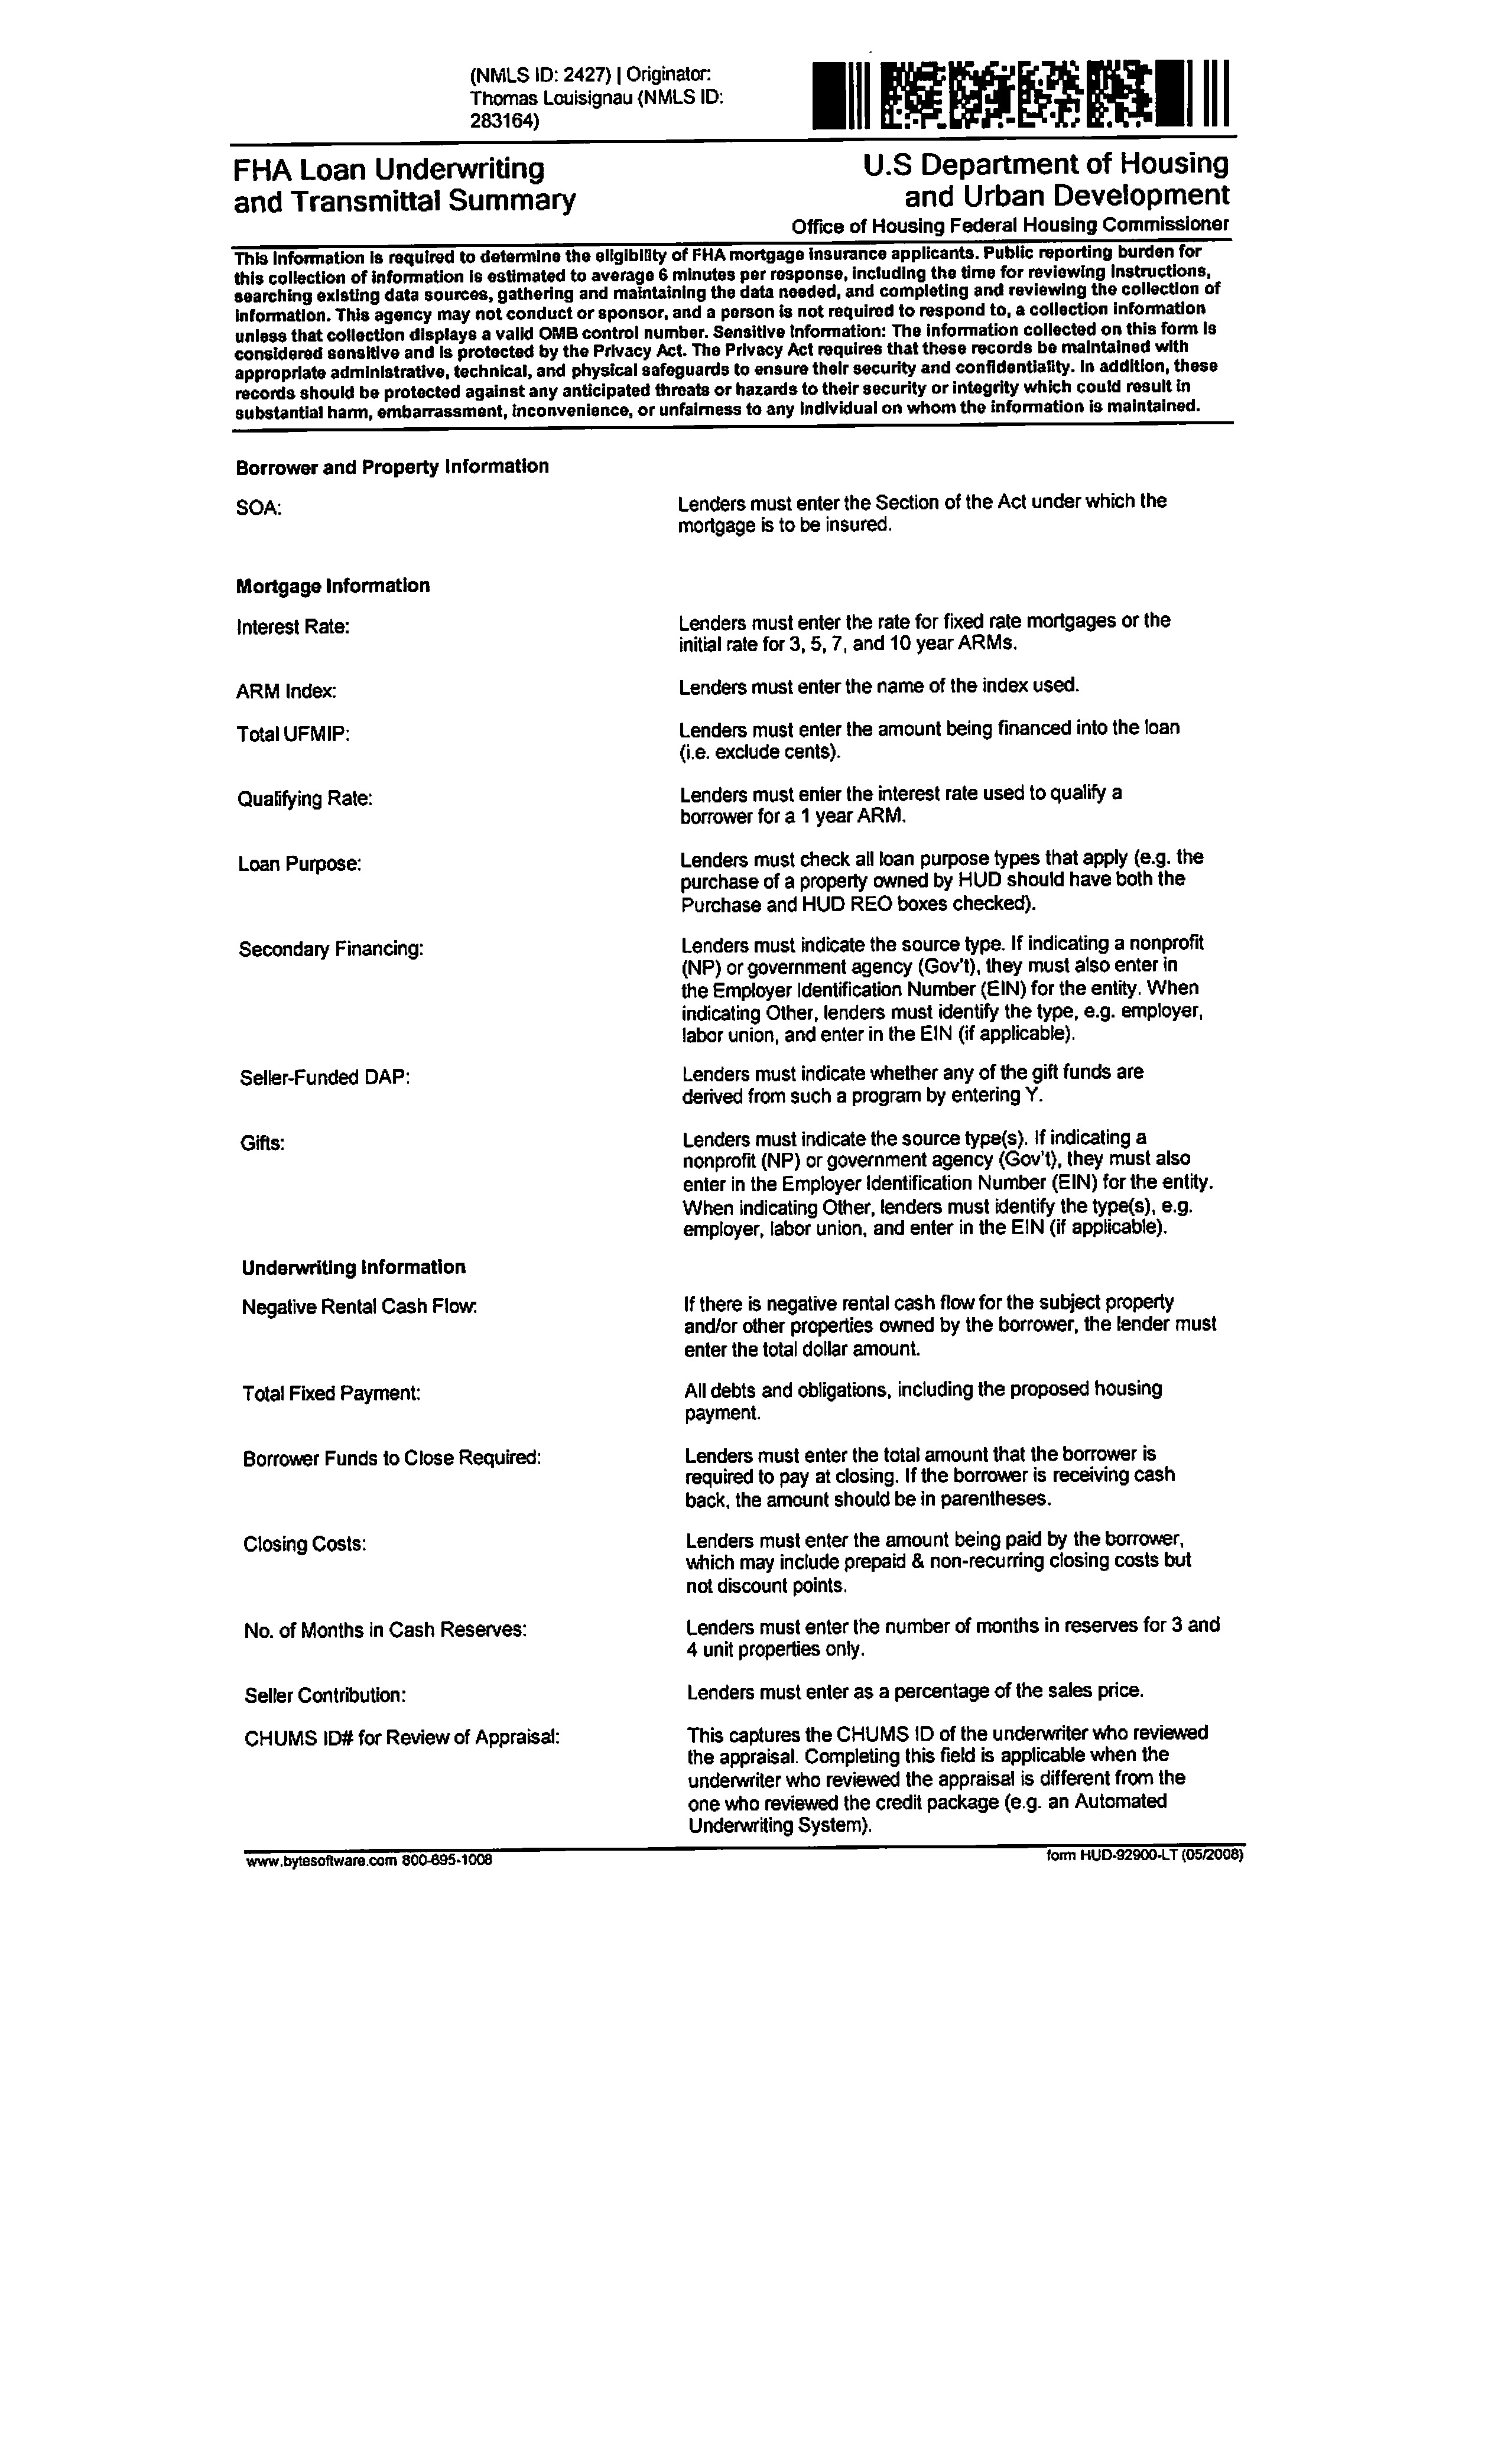 (NMLS ID: 2427) | Originator:
Thomas Louisignau (NMLS ID:
283164)
FHA Loan Underwriting
and Transmittal Summary
U.S Department of Housing
and Urban Development
Office of Housing Federal Housing Commissioner
This information is required to determine the eligibility of FHA mortgage insurance applicants. Public reporting burden for
this collection of information is estimated to average 6 minutes per response, including the time for reviewing instructions,
searching existing data sources, gathering and maintaining the data needed, and completing and reviewing the collection of
information. This agency may not conduct or sponsor, and a person is not required to respond to, a collection information
unless that collection displays a valid OMB control number. Sensitive Information: The information collected on this form is
considered sensitive and is protected by the Privacy Act. The Privacy Act requires that these records be maintained with
appropriate administrative, technical, and physical safeguards to ensure their security and confidentiality. In addition, these
records should be protected against any anticipated threats or hazards to their security or integrity which could result in
substantial harm, embarrassment, inconvenience, or unfairness to any individual on whom the information is maintained.
Borrower and Property Information
SOA:
Lenders must enter the Section of the Act under which the
mortgage is to be insured.
Mortgage Information
Interest Rate:
Lenders must enter the rate for fixed rate mortgages or the
initial rate for 3, 5, 7, and 10 year ARMs.
ARM Index:
Lenders must enter the name of the index used.
Total UFMIP:
Lenders must enter the amount being financed into the loan
(i.e. exclude cents).
Qualifying Rate:
Lenders must enter the interest rate used to qualify a
borrower for a 1 year ARM.
Loan Purpose:
Lenders must check all loan purpose types that apply (e.g. the
purchase of a property owned by HUD should have both the
Purchase and HUD REO boxes checked).
Secondary Financing:
Lenders must indicate the source type. If indicating a nonprofit
(NP) or government agency (Gov't), they must also enter in
the Employer Identification Number (EIN) for the entity. When
indicating Other, lenders must identify the type, e.g. employer,
labor union, and enter in the EIN (if applicable).
Seller-Funded DAP:
Lenders must indicate whether any of the gift funds are
derived from such a program by entering Y.
Gifts:
Lenders must indicate the source type(s). If indicating a
nonprofit (NP) or government agency (Gov't), they must also
enter in the Employer Identification Number (EIN) for the entity.
When indicating Other, lenders must identify the type(s), e.g.
employer, labor union, and enter in the EIN (if applicable).
Underwriting Information
Negative Rental Cash Flow:
If there is negative rental cash flow for the subject property
and/or other properties owned by the borrower, the lender must
enter the total dollar amount.
Total Fixed Payment:
All debts and obligations, including the proposed housing
payment.
Borrower Funds to Close Required:
Lenders must enter the total amount that the borrower is
required to pay at closing. If the borrower is receiving cash
back, the amount should be in parentheses.
Closing Costs:
Lenders must enter the amount being paid by the borrower,
which may include prepaid & non-recurring closing costs but
not discount points.
No. of Months in Cash Reserves:
Lenders must enter the number of months in reserves for 3 and
4 unit properties only.
Seller Contribution:
Lenders must enter as a percentage of the sales price.
CHUMS ID# for Review of Appraisal:
This captures the CHUMS ID of the underwriter who reviewed
the appraisal. Completing this field is applicable when the
underwriter who reviewed the appraisal is different from the
one who reviewed the credit package (e.g. an Automated
Underwriting System).
www.bytesoftware.com 800-695-1008
form HUD-92900-LT (05/2008)